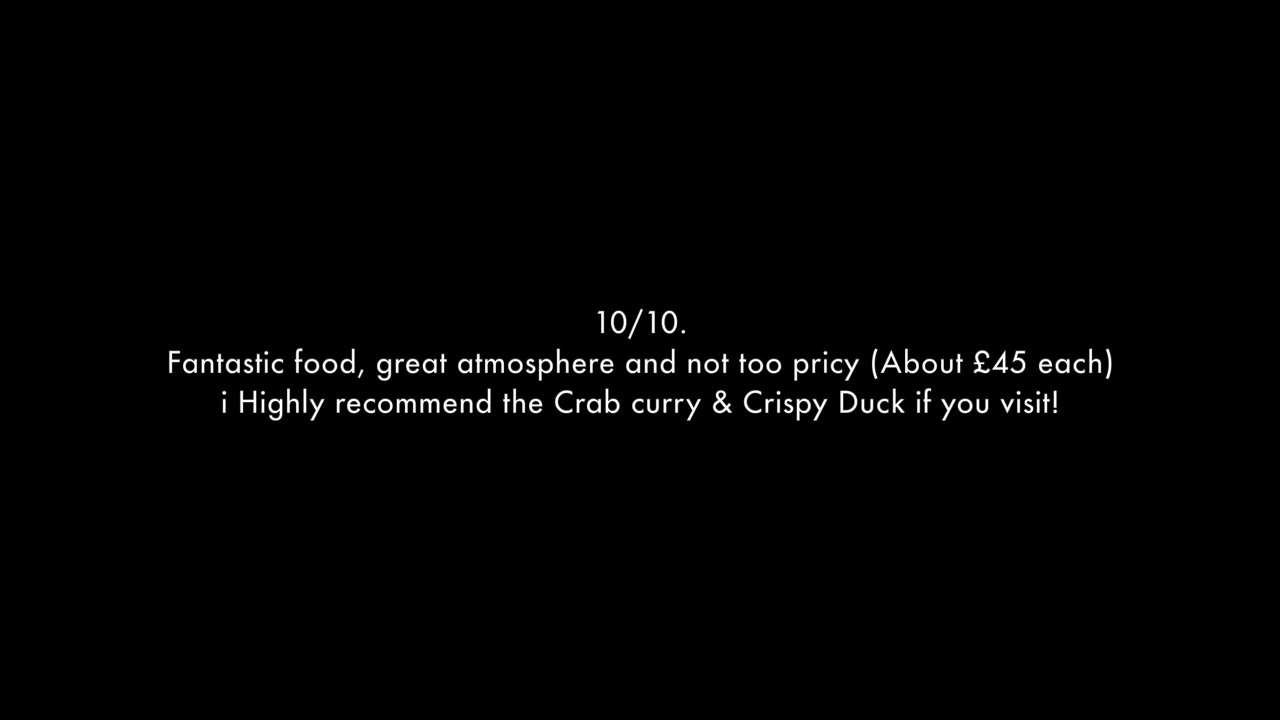 10/10.
Fantastic food, great atmosphere and not too pricy (About £45 each)
i Highly recommend the Crab curry & Crispy Duck if you visit!